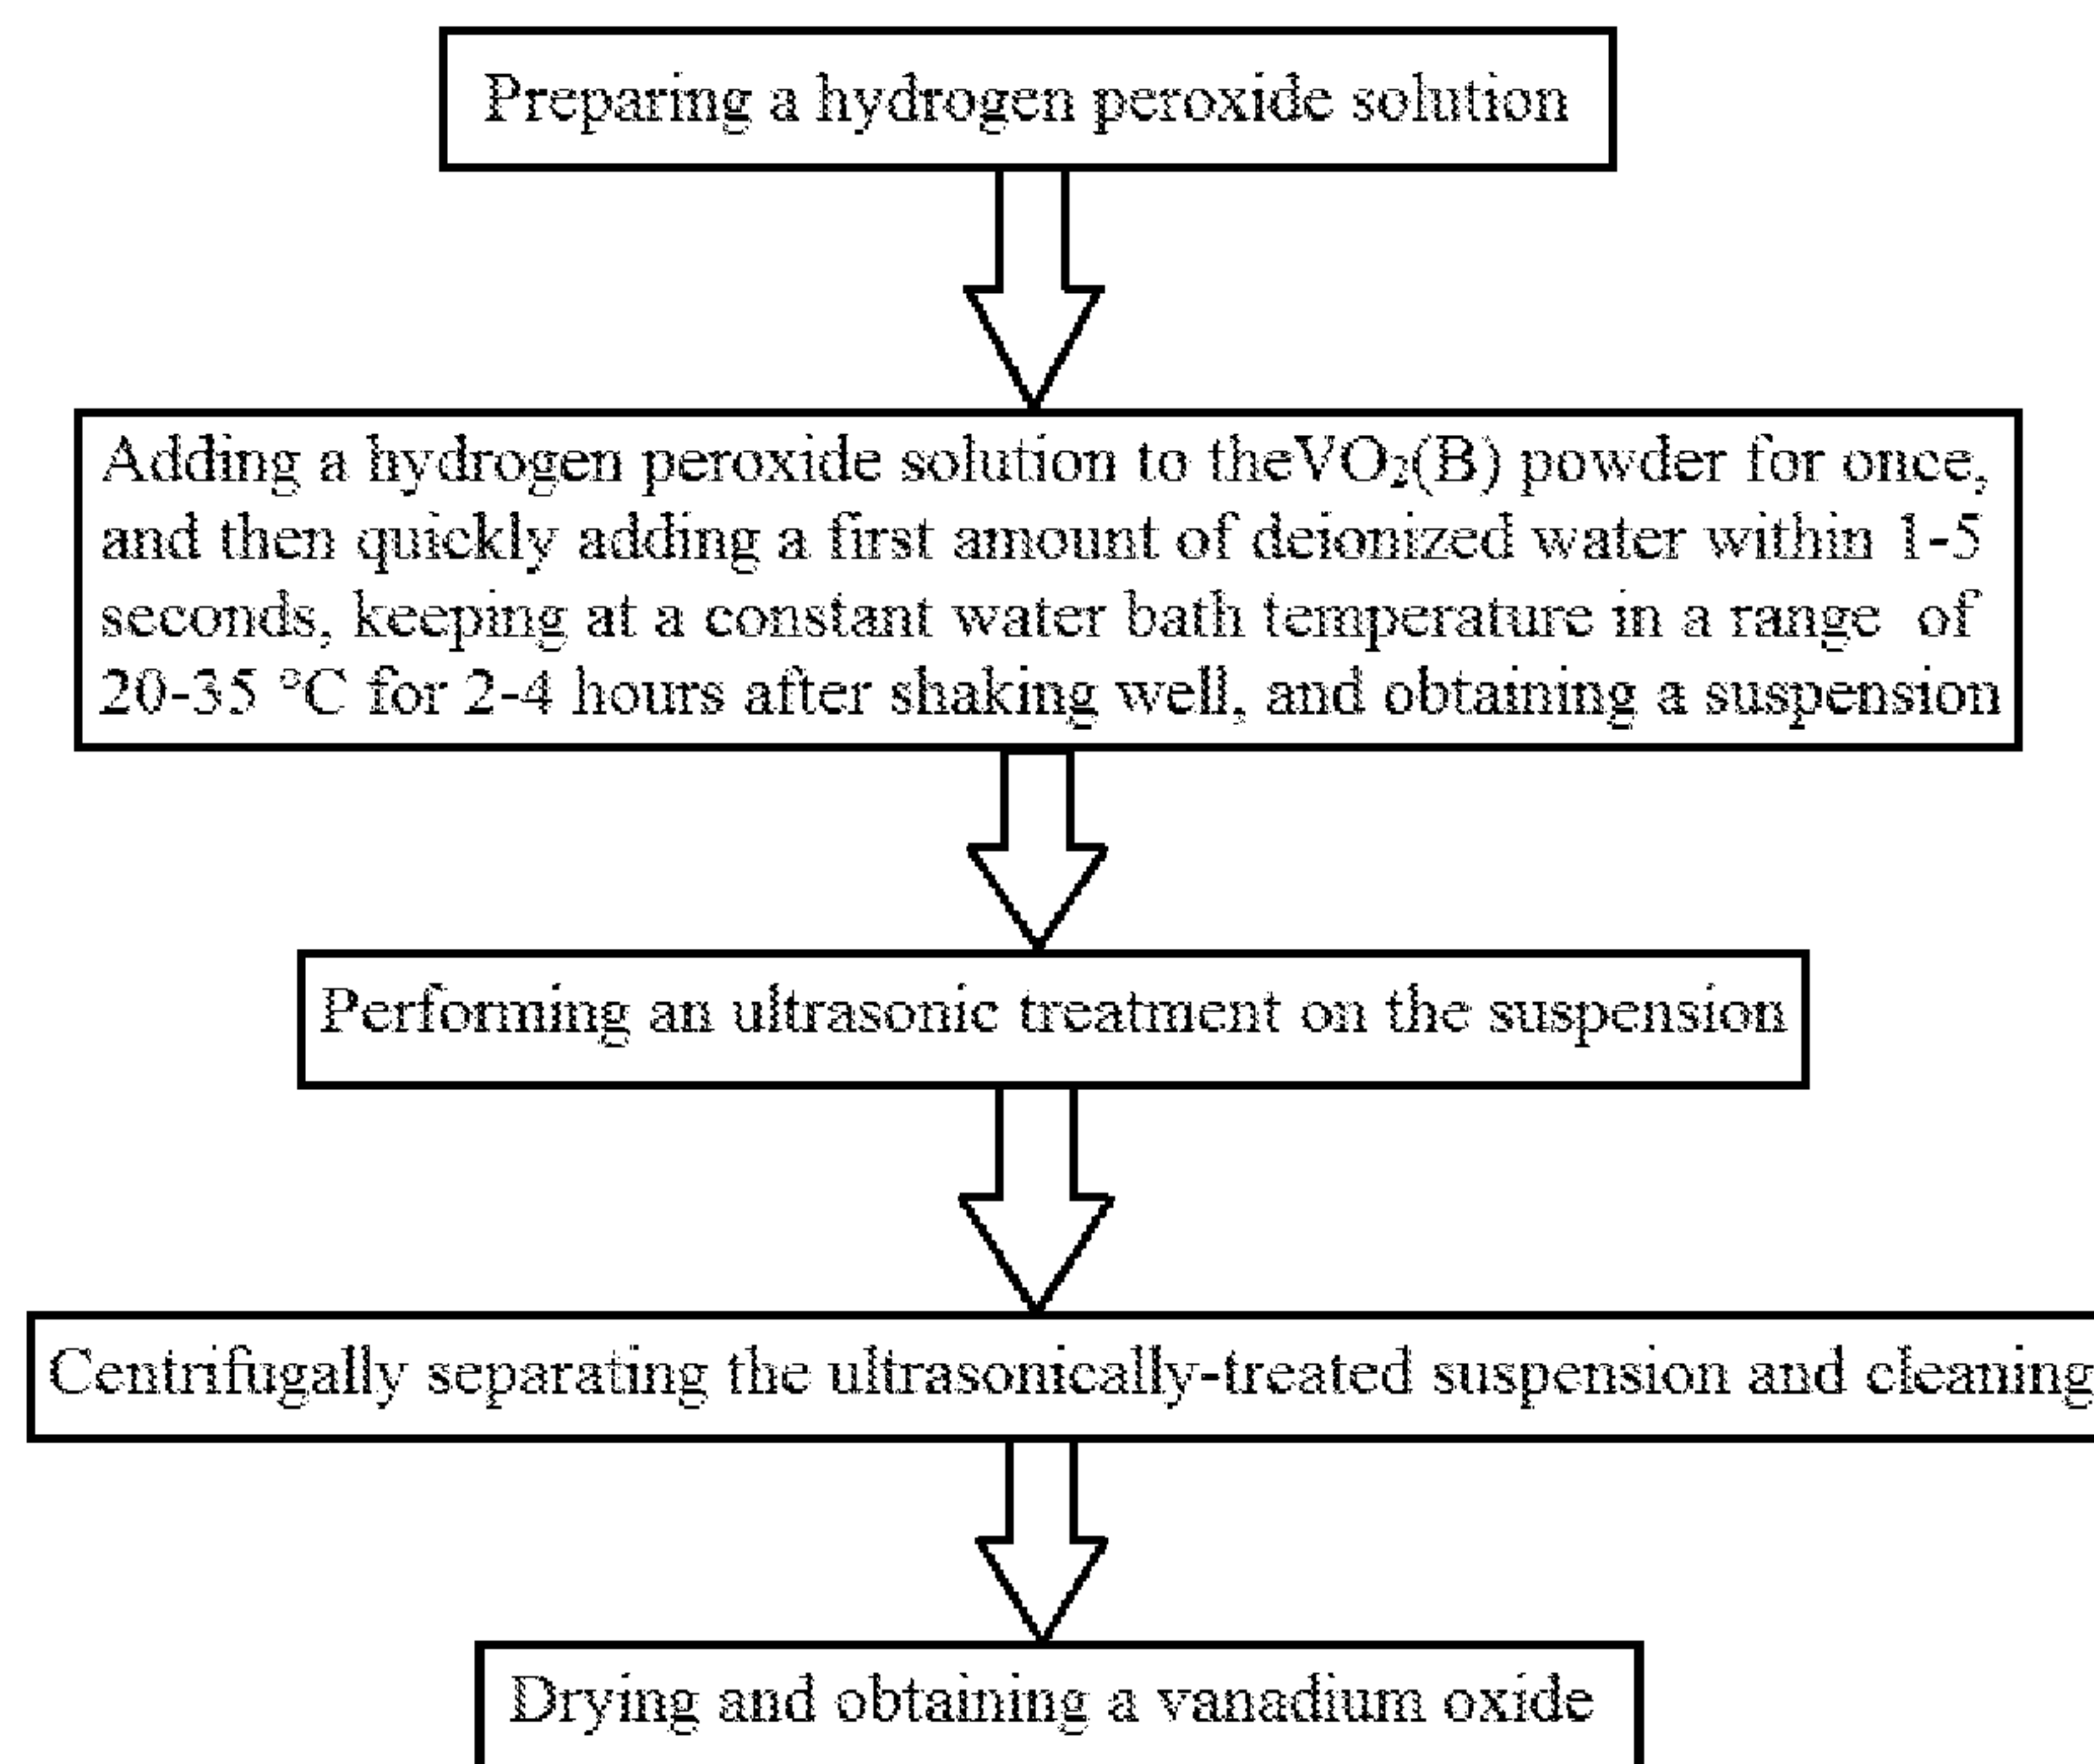 Preparing a hydrogen peroxide solution
Adding a hydrogen peroxide solution to theVO₂(B) powder for once,
and then quickly adding a first amount of deionized water within 1-5
seconds, keeping at a constant water bath temperature in a range of
20-35 °C for 2-4 hours after shaking well, and obtaining a suspension
Performing an ultrasonic treatment on the suspension
Centrifugally separating the ultrasonically-treated suspension and cleaning
Drying and obtaining a vanadium oxide